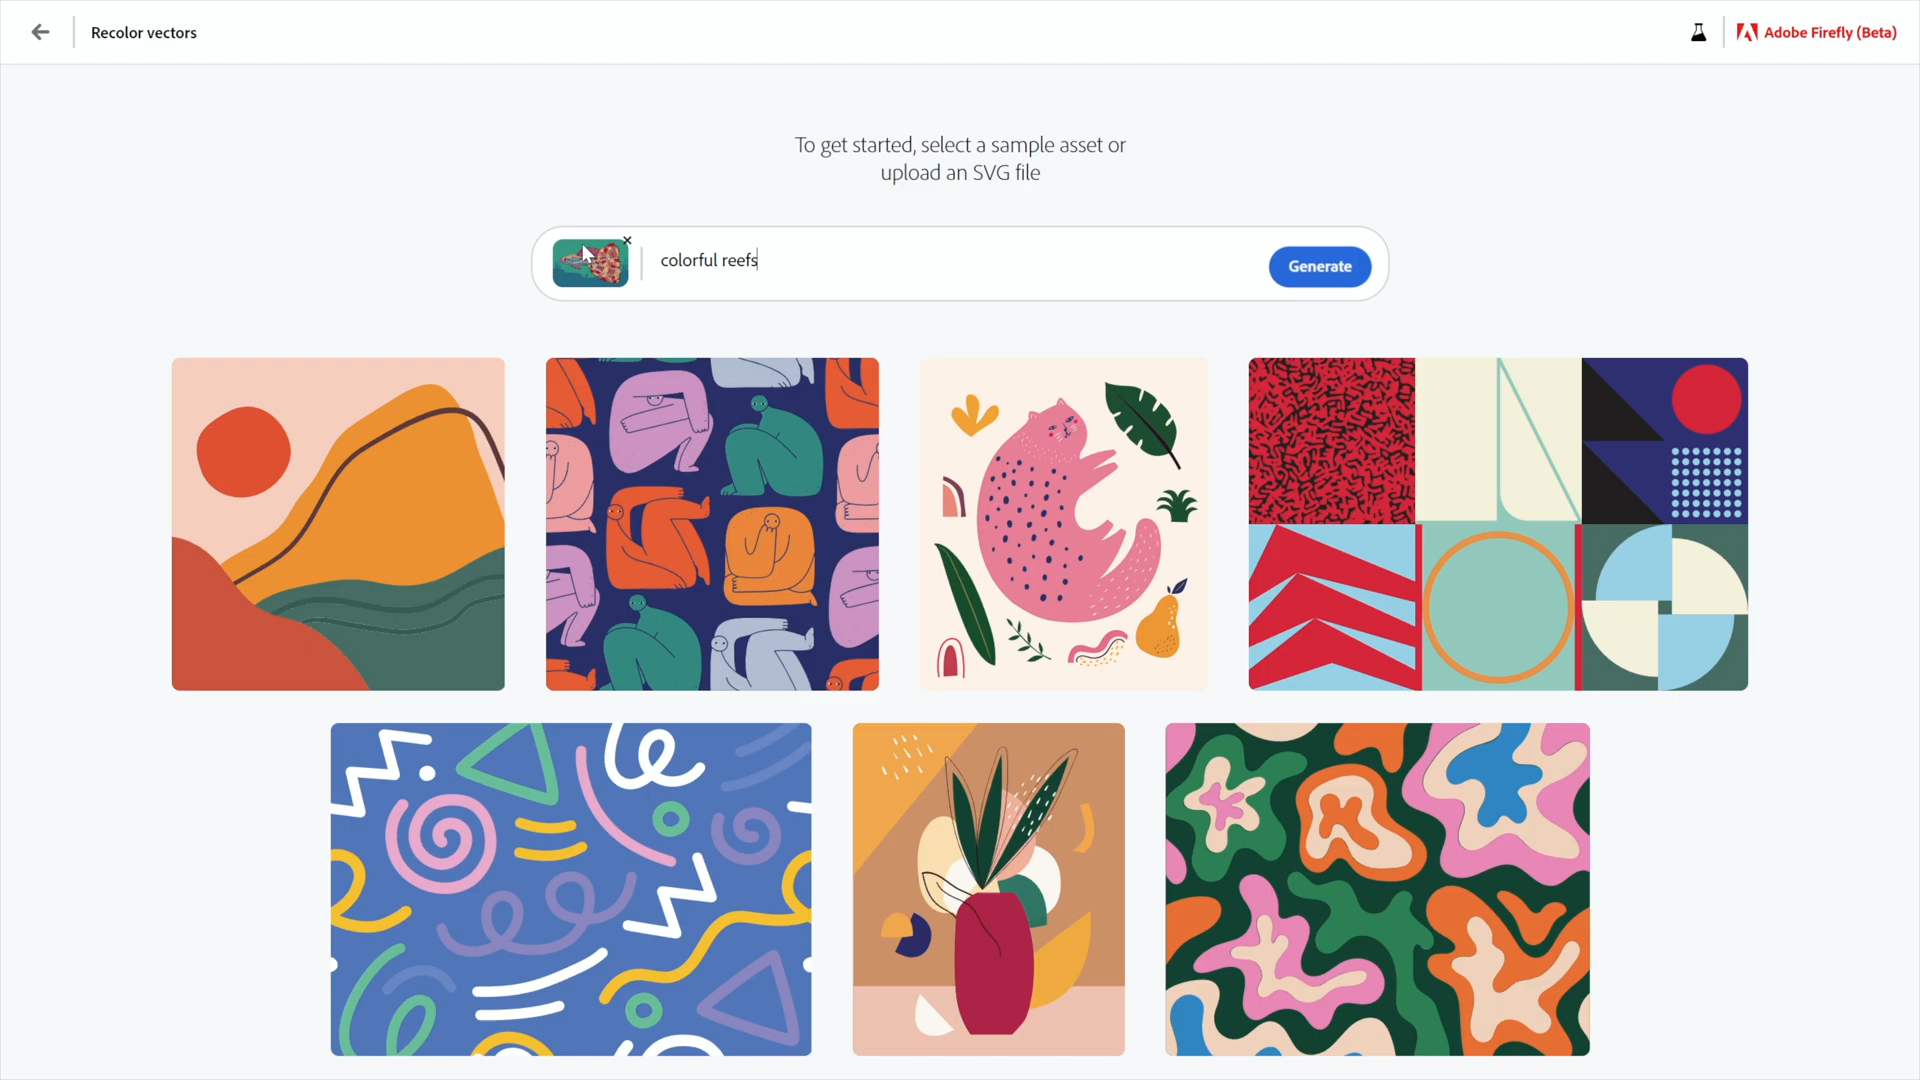 Recolor vectors
Adobe Firefly (Beta)
To get started, select a sample asset or
upload an SVG file
colorful reefs
Generate